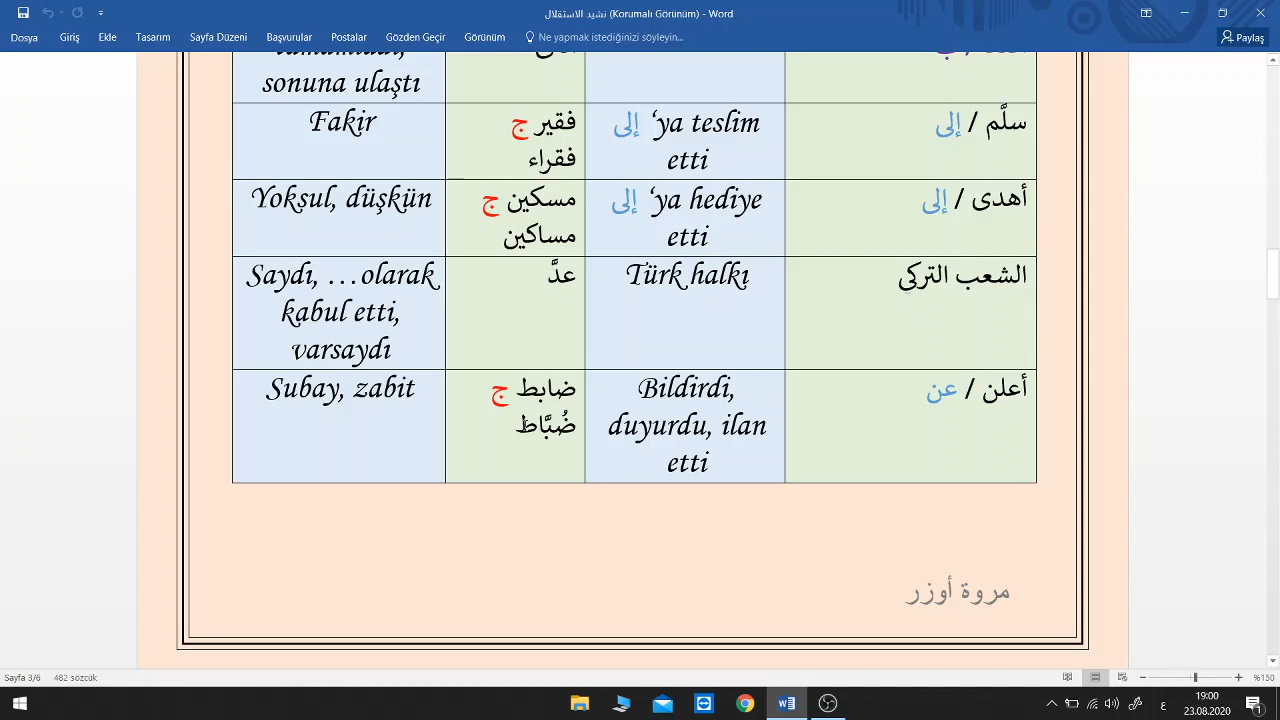 نشيد الاستقلال (Korumalı Görünüm) - Word
Dosya Giriş Ekle Tasarım Sayfa Düzeni Başvurular Postalar Gözden Geçir Görünüm Ne yapmak istediğinizi söyleyin... Paylaş
sonuna ulaştı
سلَّم / إلى
إلى ‘ya teslim
etti
فقير ج
فقراء
Fakir
أهدى / إلى
إلى ‘ya hediye
etti
مسكين ج
مساكين
Yoksul, düşkün
الشعب التركي
Türk halkı
عدَّ
Saydı, …olarak
kabul etti,
varsaydı
أعلن / عن
Bildirdi,
duyurdu, ilan
etti
ضابط ج
ضُبَّاط
Subay, zabit
مروة أوزر
Sayfa 3/6 482 sözcük %150
19:00
23.08.2020